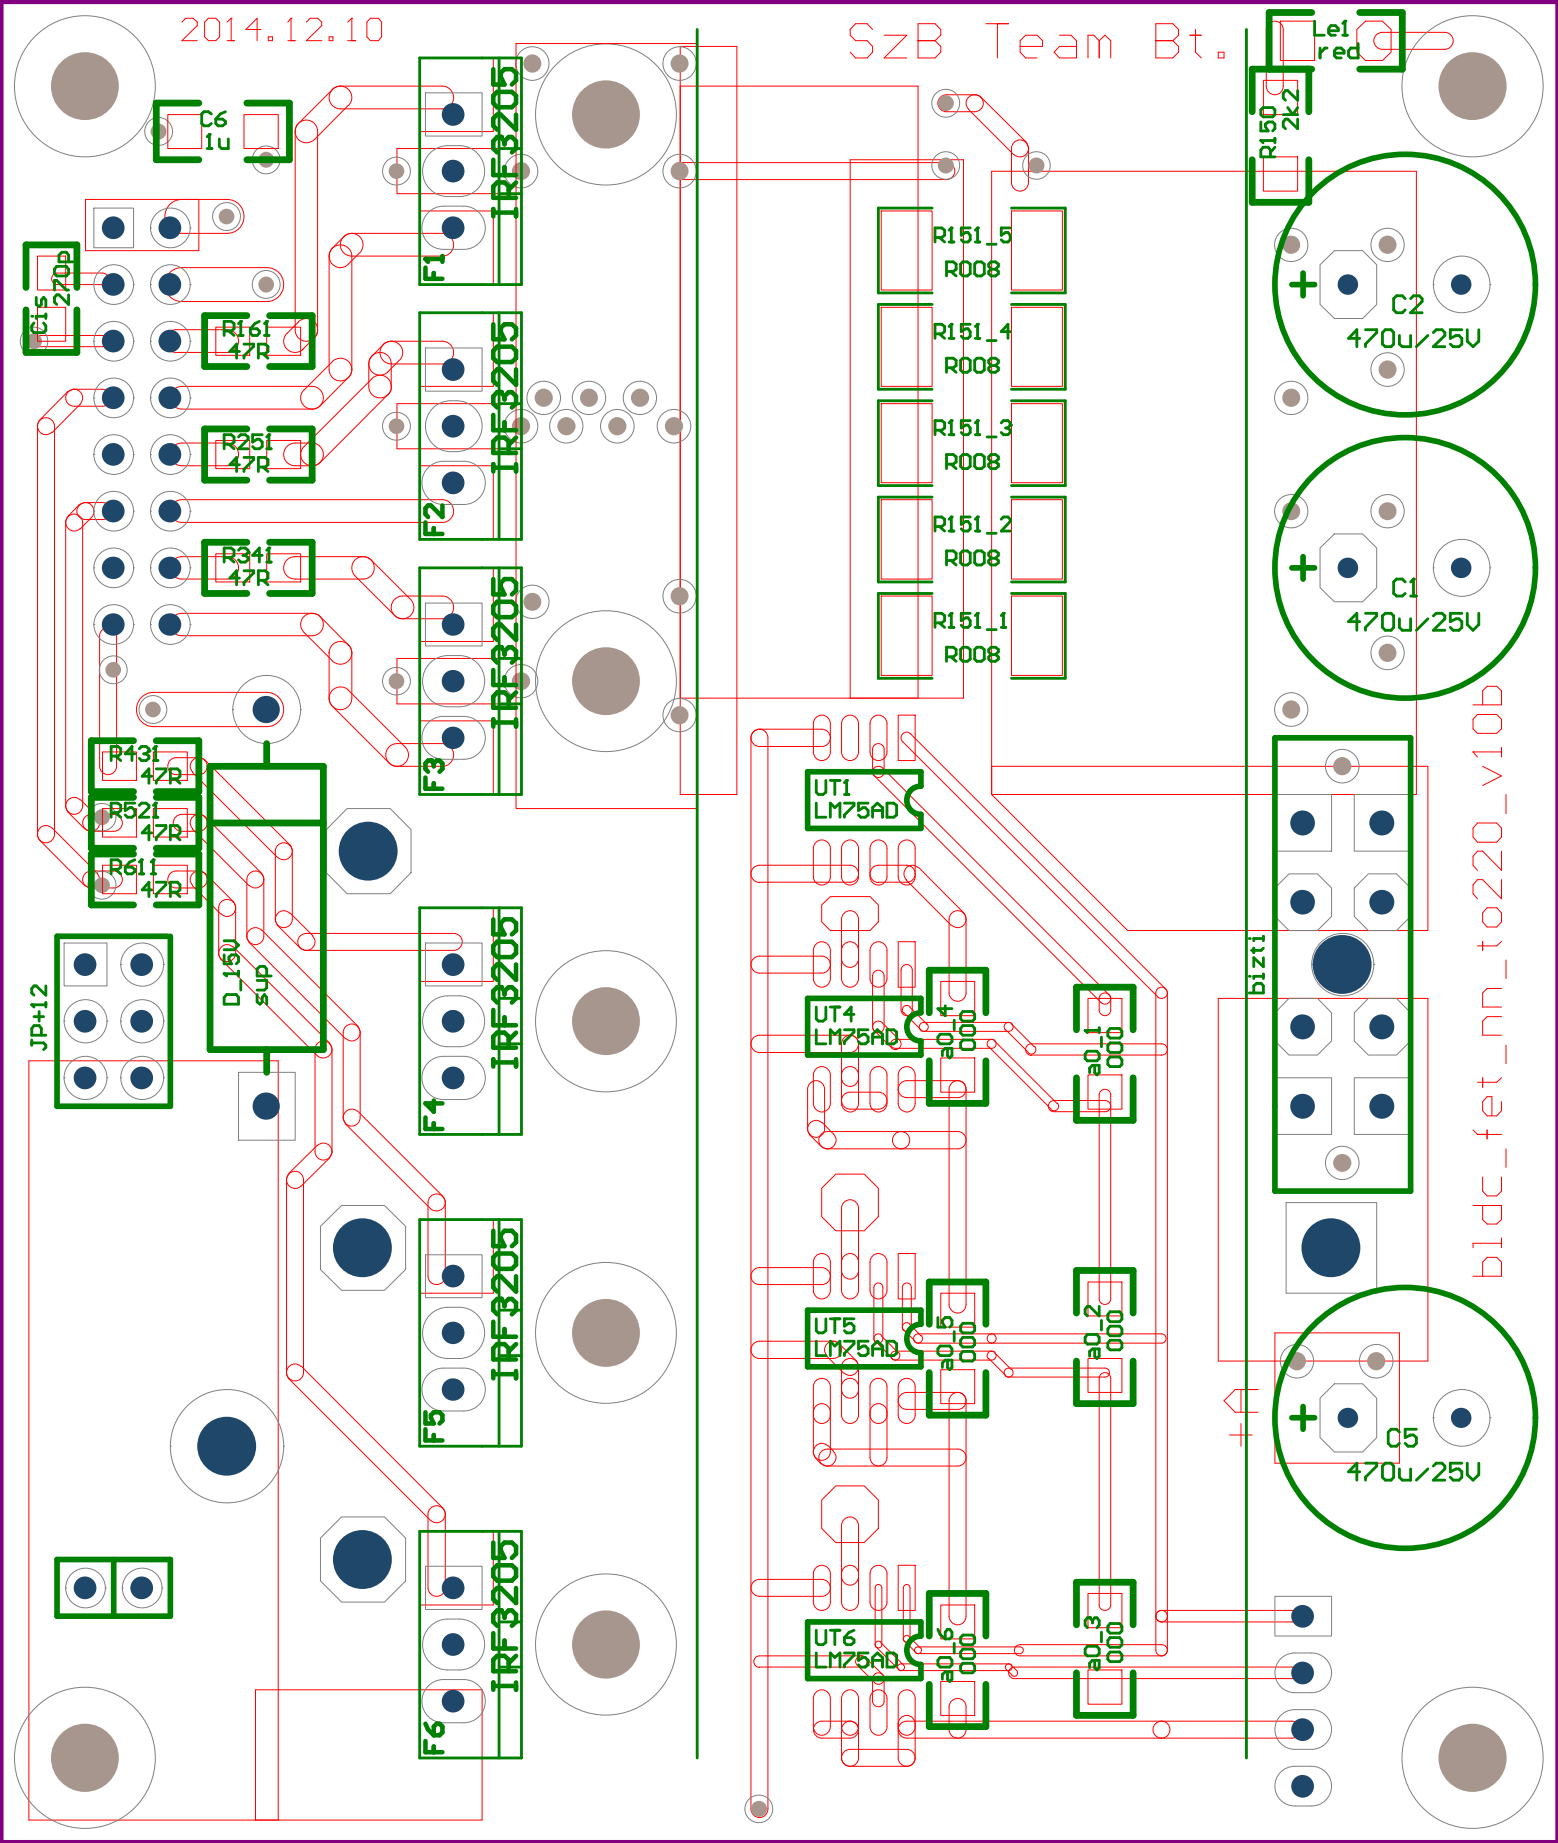 2014.12.10
SzB Team Bt.
Le1
red
R150
2k2
C6
1u
IRF3205
F1
Cis
270p
R161
47R
R151_5
R008
C2
470u/25V
R151_4
R008
IRF3205
F2
R251
47R
R151_3
R008
R151_2
R008
R341
47R
IRF3205
F3
C1
470u/25V
R151_1
R008
R431
47R
R521
47R
R611
47R
UT1
LM75AD
bldc_fet_nn_to220_v10b
bizti
D_15V
sup
JP+12
IRF3205
F4
UT4
LM75AD
a0_4
000
a0_1
000
IRF3205
F5
UT5
LM75AD
a0_5
000
a0_2
000
+A
C5
470u/25V
IRF3205
F6
UT6
LM75AD
a0_6
000
a0_3
000